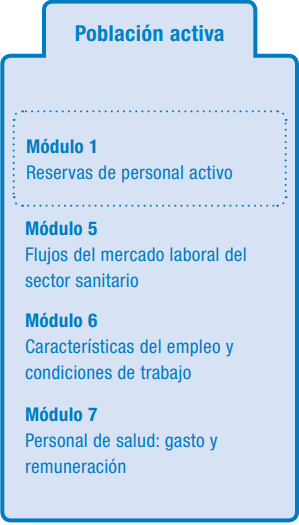 Población activa
Módulo 1
Reservas de personal activo
Módulo 5
Flujos del mercado laboral del
sector sanitario
Módulo 6
Características del empleo y
condiciones de trabajo
Módulo 7
Personal de salud: gasto y
remuneración